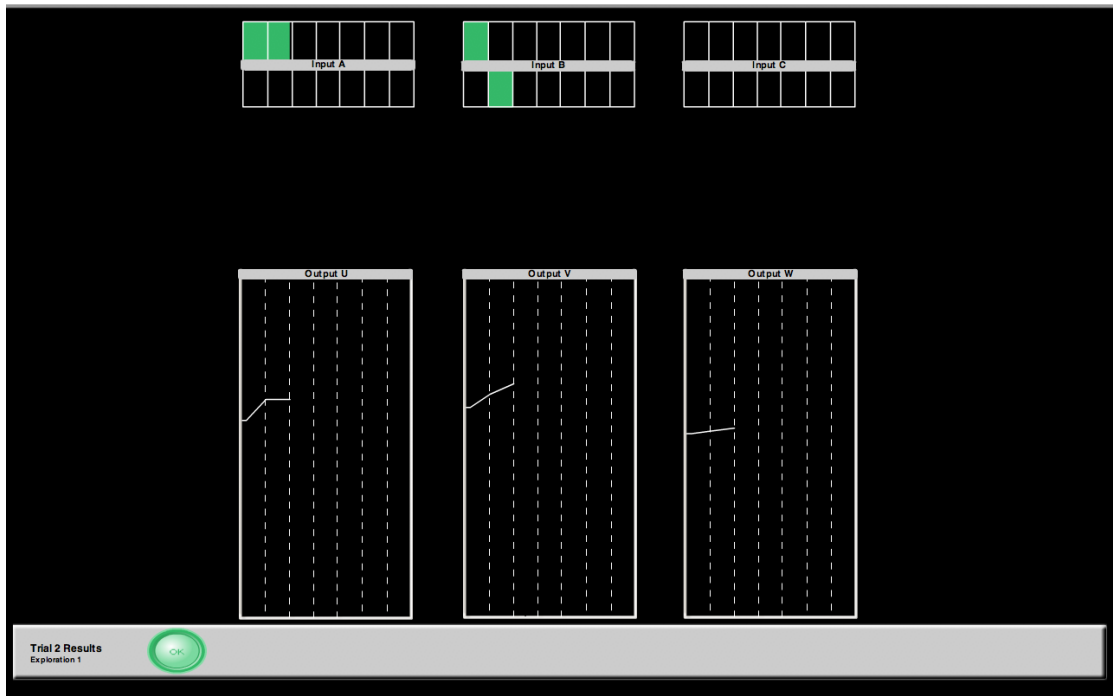 Input A
Input B
Input C
Output U
Output V
Output W
Trial 2 Results
Exploration 1
OK